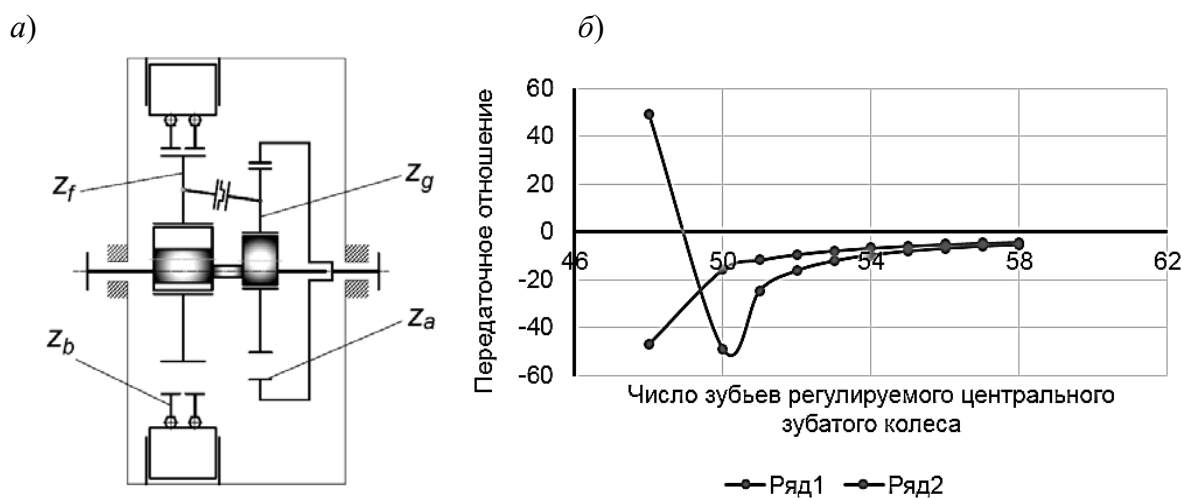 а)
б)
z_f
z_g
z_b
z_a
Передаточное отношение
60
40
20
0
-20
-40
-60
46
50
54
58
62
Число зубьев регулируемого центрального
зубатого колеса
Ряд1
Ряд2